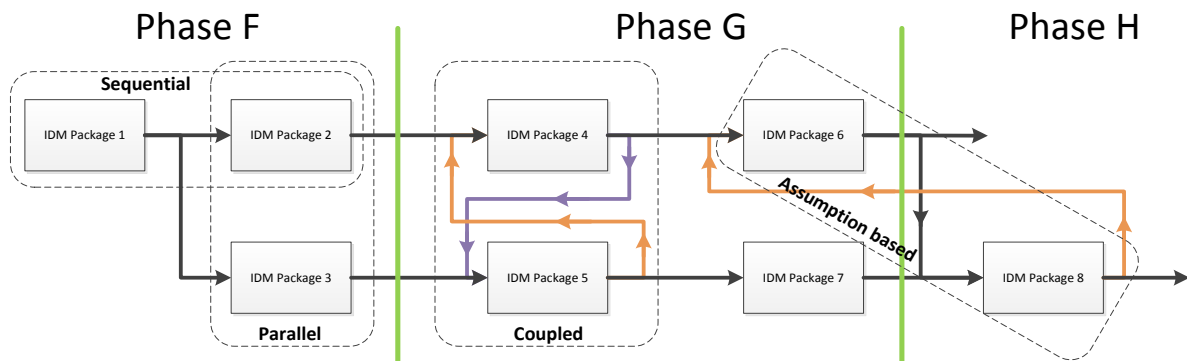 Phase F
Phase G
Phase H
Sequential
IDM Package 1
IDM Package 2
IDM Package 4
IDM Package 6
Assumption based
IDM Package 3
IDM Package 5
IDM Package 7
IDM Package 8
Parallel
Coupled